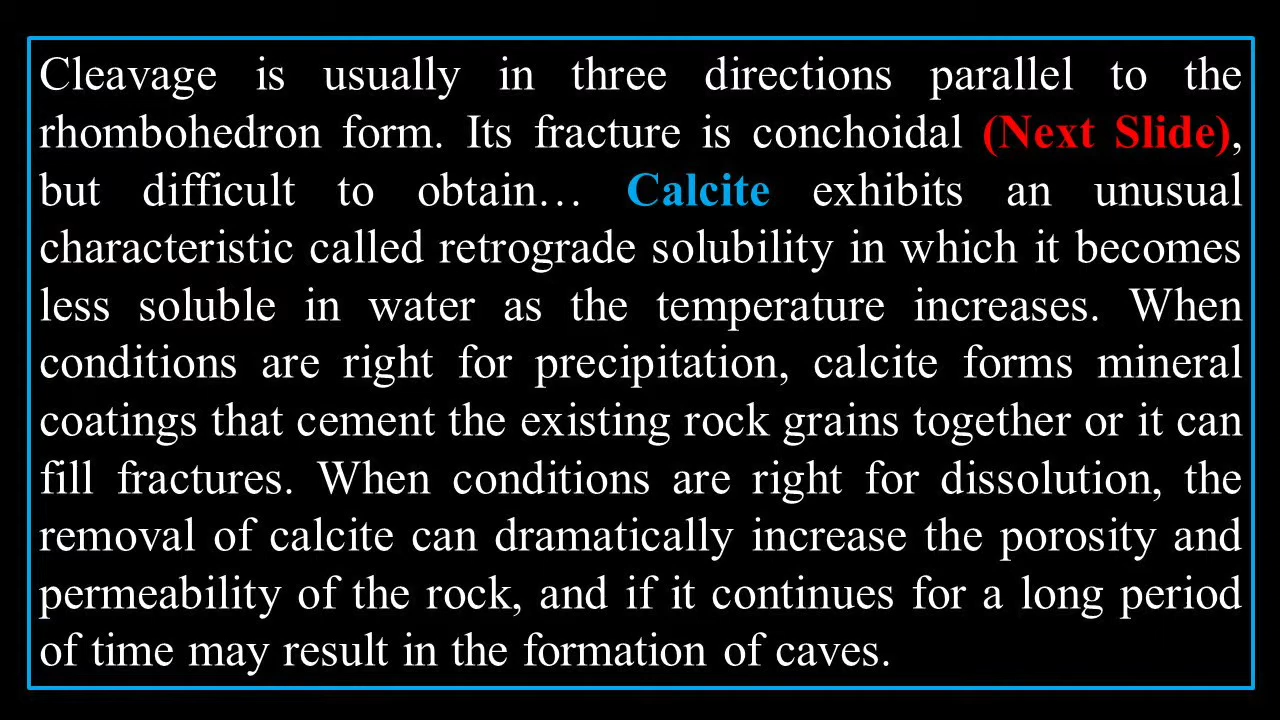 Cleavage is usually in three directions parallel to the
rhombohedron form. Its fracture is conchoidal (Next Slide),
but difficult to obtain… Calcite exhibits an unusual
characteristic called retrograde solubility in which it becomes
less soluble in water as the temperature increases. When
conditions are right for precipitation, calcite forms mineral
coatings that cement the existing rock grains together or it can
fill fractures. When conditions are right for dissolution, the
removal of calcite can dramatically increase the porosity and
permeability of the rock, and if it continues for a long period
of time may result in the formation of caves.